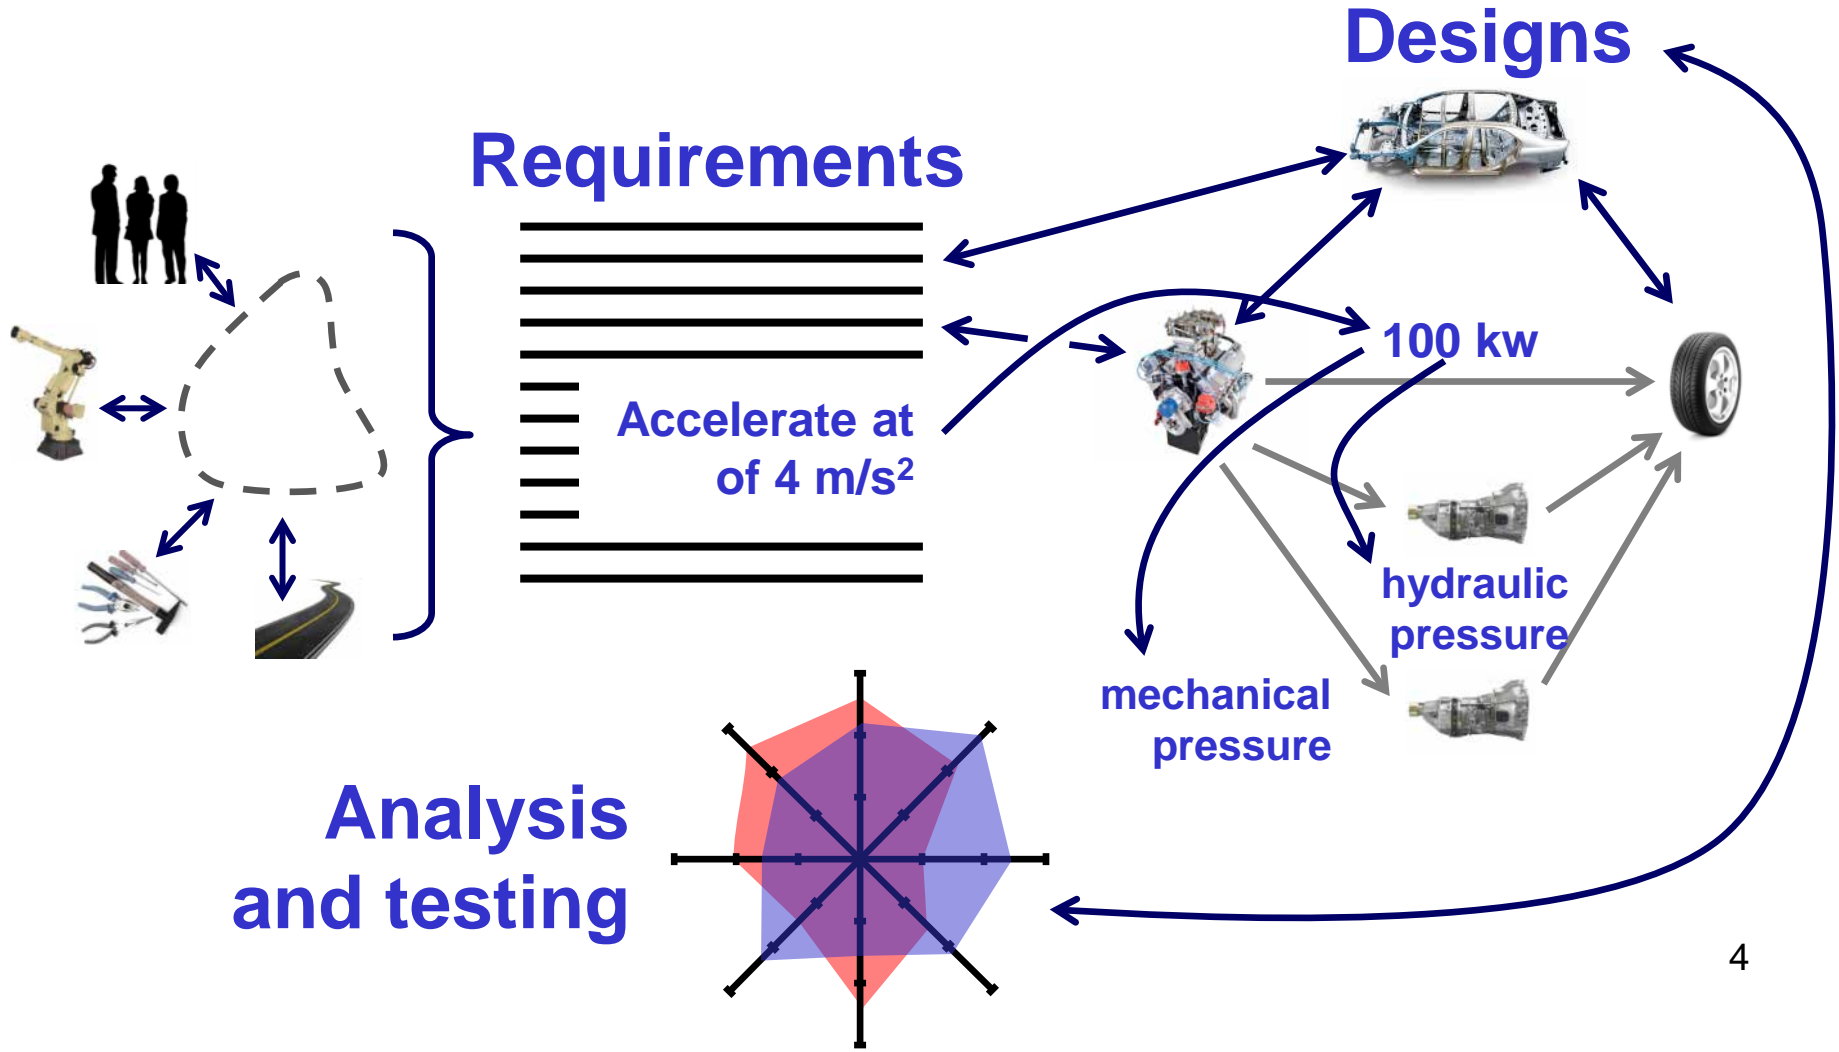 Designs
Requirements
Accelerate at
of 4 m/s²
100 kw
hydraulic
pressure
mechanical
pressure
Analysis
and testing
4